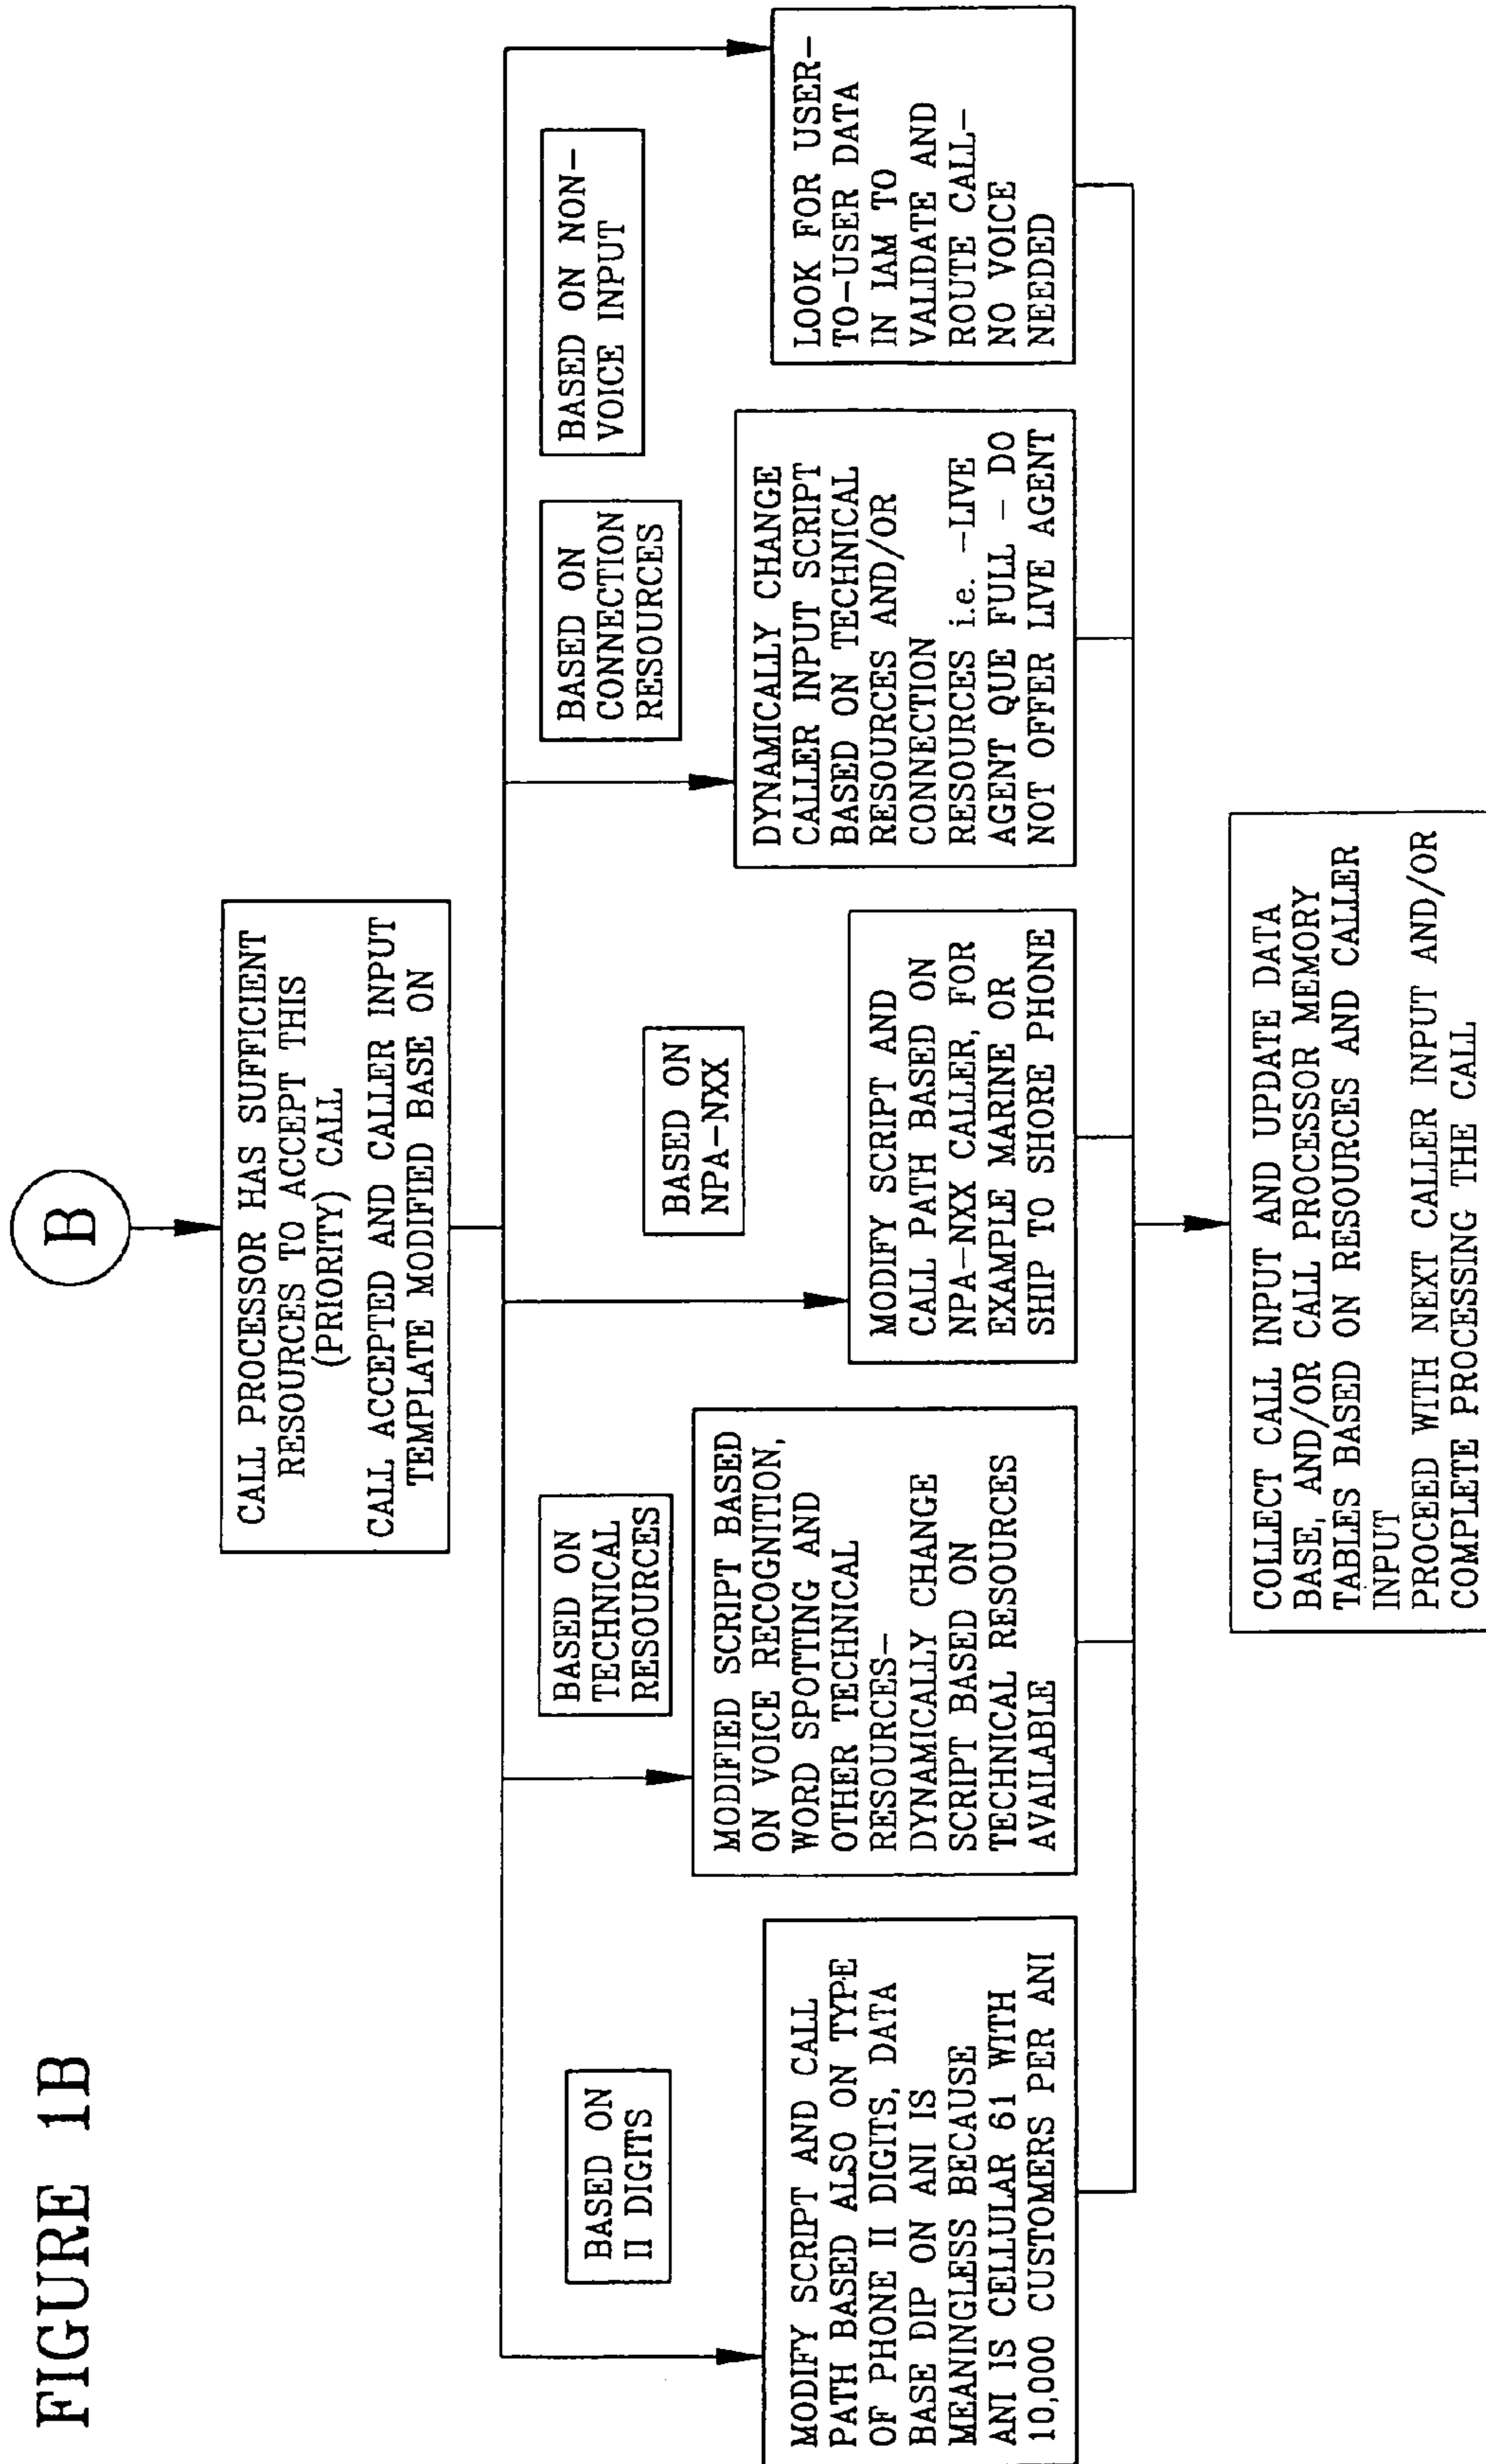 FIGURE 1B
B
CALL PROCESSOR HAS SUFFICIENT
RESOURCES TO ACCEPT THIS
(PRIORITY) CALL
CALL ACCEPTED AND CALLER INPUT
TEMPLATE MODIFIED BASE ON
BASED ON
II DIGITS
MODIFY SCRIPT AND CALL
PATH BASED ALSO ON TYPE
OF PHONE II DIGITS, DATA
BASE DIP ON ANI IS
MEANINGLESS BECAUSE
ANI IS CELLULAR 61 WITH
10,000 CUSTOMERS PER ANI
BASED ON
TECHNICAL
RESOURCES
MODIFIED SCRIPT BASED
ON VOICE RECOGNITION,
WORD SPOTTING AND
OTHER TECHNICAL
RESOURCES-
DYNAMICALLY CHANGE
SCRIPT BASED ON
TECHNICAL RESOURCES
AVAILABLE
BASED ON
NPA-NXX
MODIFY SCRIPT AND
CALL PATH BASED ON
NPA-NXX CALLER, FOR
EXAMPLE MARINE OR
SHIP TO SHORE PHONE
BASED ON
CONNECTION
RESOURCES
DYNAMICALLY CHANGE
CALLER INPUT SCRIPT
BASED ON TECHNICAL
RESOURCES AND/OR
CONNECTION
RESOURCES i.e. -LIVE
AGENT QUE FULL - DO
NOT OFFER LIVE AGENT
BASED ON NON-
VOICE INPUT
LOOK FOR USER-
TO-USER DATA
IN IAM TO
VALIDATE AND
ROUTE CALL-
NO VOICE
NEEDED
COLLECT CALL INPUT AND UPDATE DATA
BASE, AND/OR CALL PROCESSOR MEMORY
TABLES BASED ON RESOURCES AND CALLER
INPUT
PROCEED WITH NEXT CALLER INPUT AND/OR
COMPLETE PROCESSING THE CALL